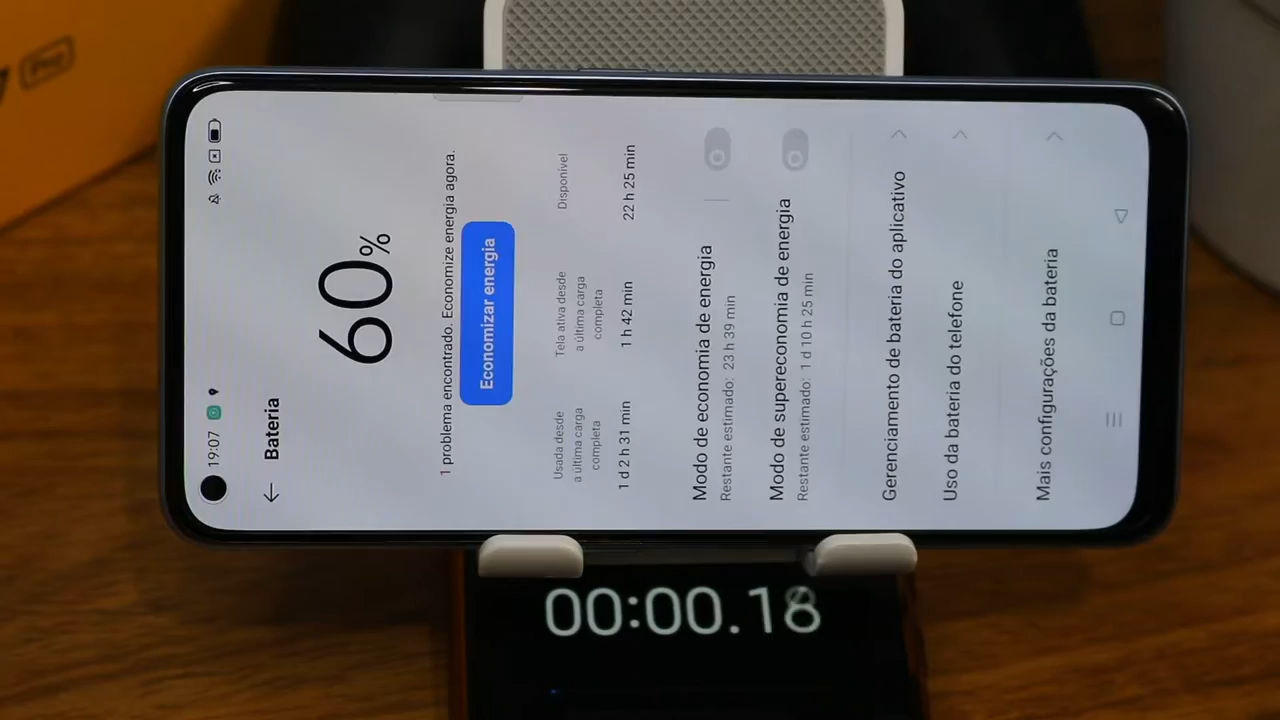 19:07
Bateria
60%
1 problema encontrado. Economize energia agora.
Economizar energia
Usada desde
a última carga
completa
1 d 2 h 31 min
Tela ativa desde
a última carga
completa
1 h 42 min
Disponível
22 h 25 min
Modo de economia de energia
Restante estimado: 23 h 39 min
Modo de supereconomia de energia
Restante estimado: 1 d 10 h 25 min
Gerenciamento de bateria do aplicativo
Uso da bateria do telefone
Mais configurações da bateria
Pro